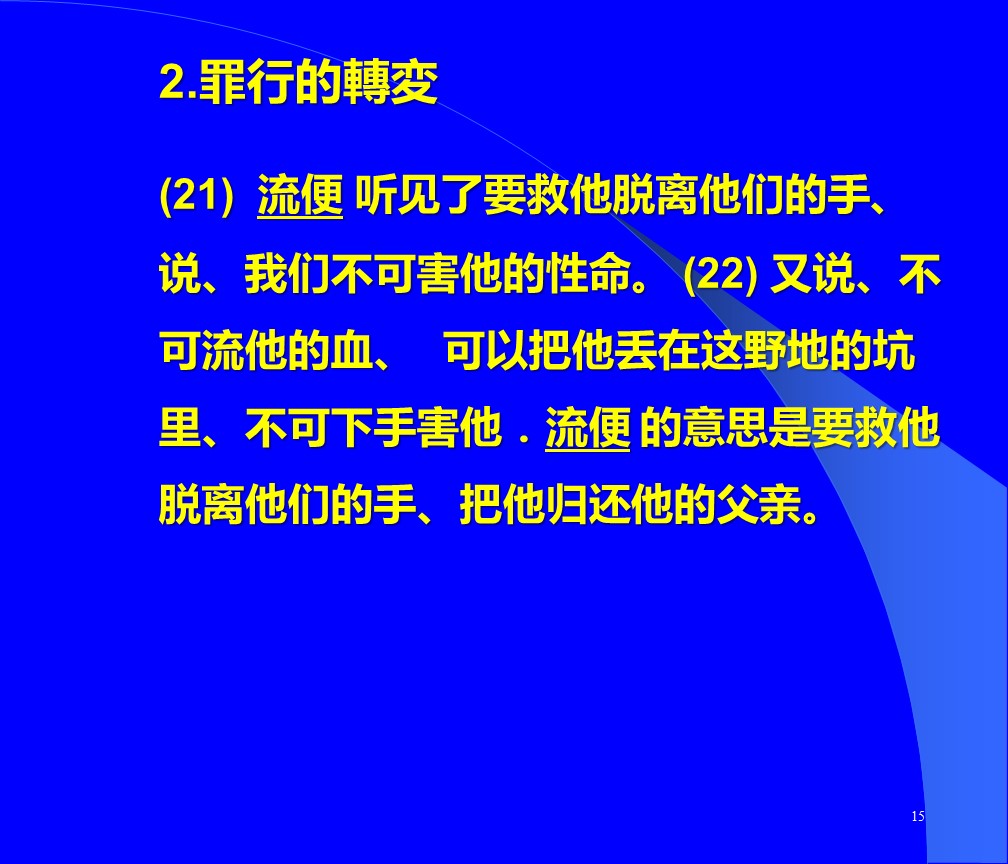 2.罪行的轉変
(21) 流便 听见了要救他脱离他们的手、
说、我们不可害他的性命。 (22) 又说、不
可流他的血、 可以把他丢在这野地的坑
里、不可下手害他．流便 的意思是要救他
脱离他们的手、把他归还他的父亲。
15